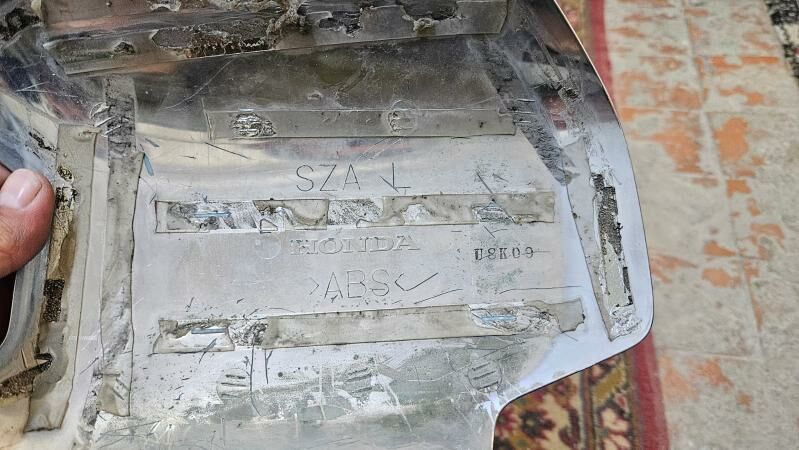 SZA L
HONDA
U8K09
>ABS<